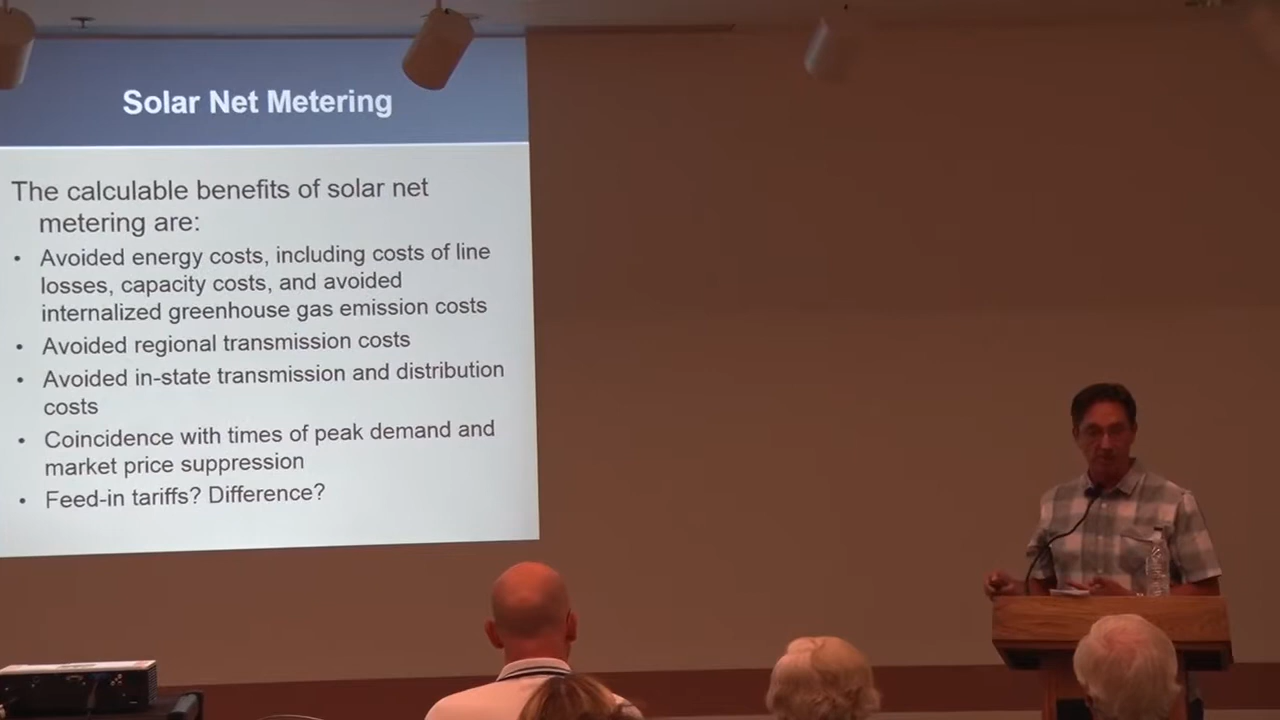 Solar Net Metering
The calculable benefits of solar net
metering are:
• Avoided energy costs, including costs of line
losses, capacity costs, and avoided
internalized greenhouse gas emission costs
• Avoided regional transmission costs
• Avoided in-state transmission and distribution
costs
• Coincidence with times of peak demand and
market price suppression
• Feed-in tariffs? Difference?